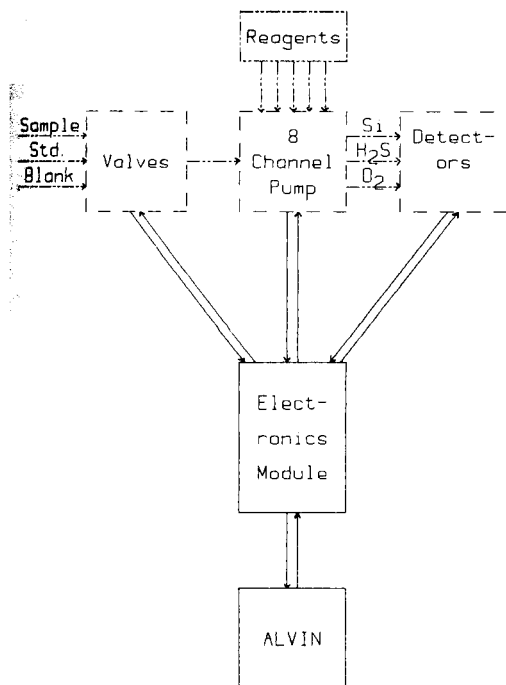 Reagents
Sample
Std.
Blank
Valves
8
Channel
Pump
Si
H2S
O2
Detect-
ors
Elect-
ronics
Module
ALVIN